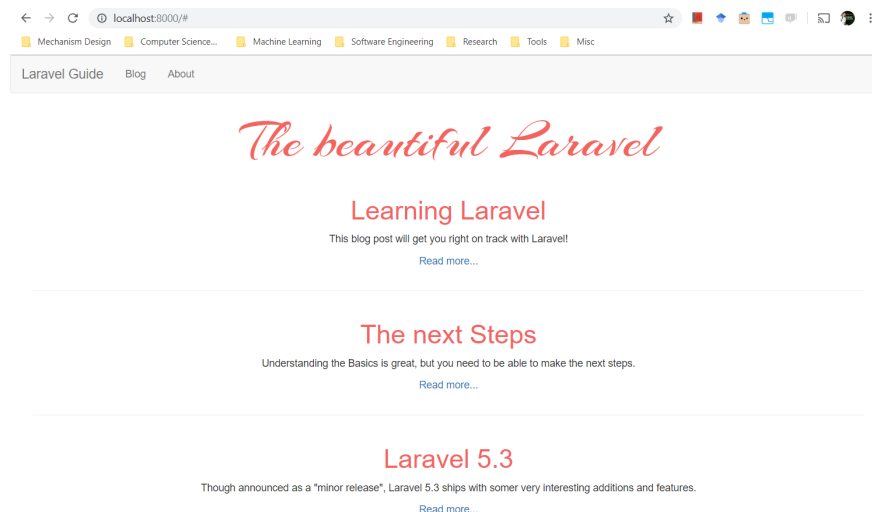 localhost:8000/#
Mechanism Design Computer Science... Machine Learning Software Engineering Research Tools Misc
Laravel Guide Blog About
The beautiful Laravel
Learning Laravel
This blog post will get you right on track with Laravel!
Read more...
The next Steps
Understanding the Basics is great, but you need to be able to make the next steps.
Read more...
Laravel 5.3
Though announced as a "minor release", Laravel 5.3 ships with somer very interesting additions and features.
Read more...